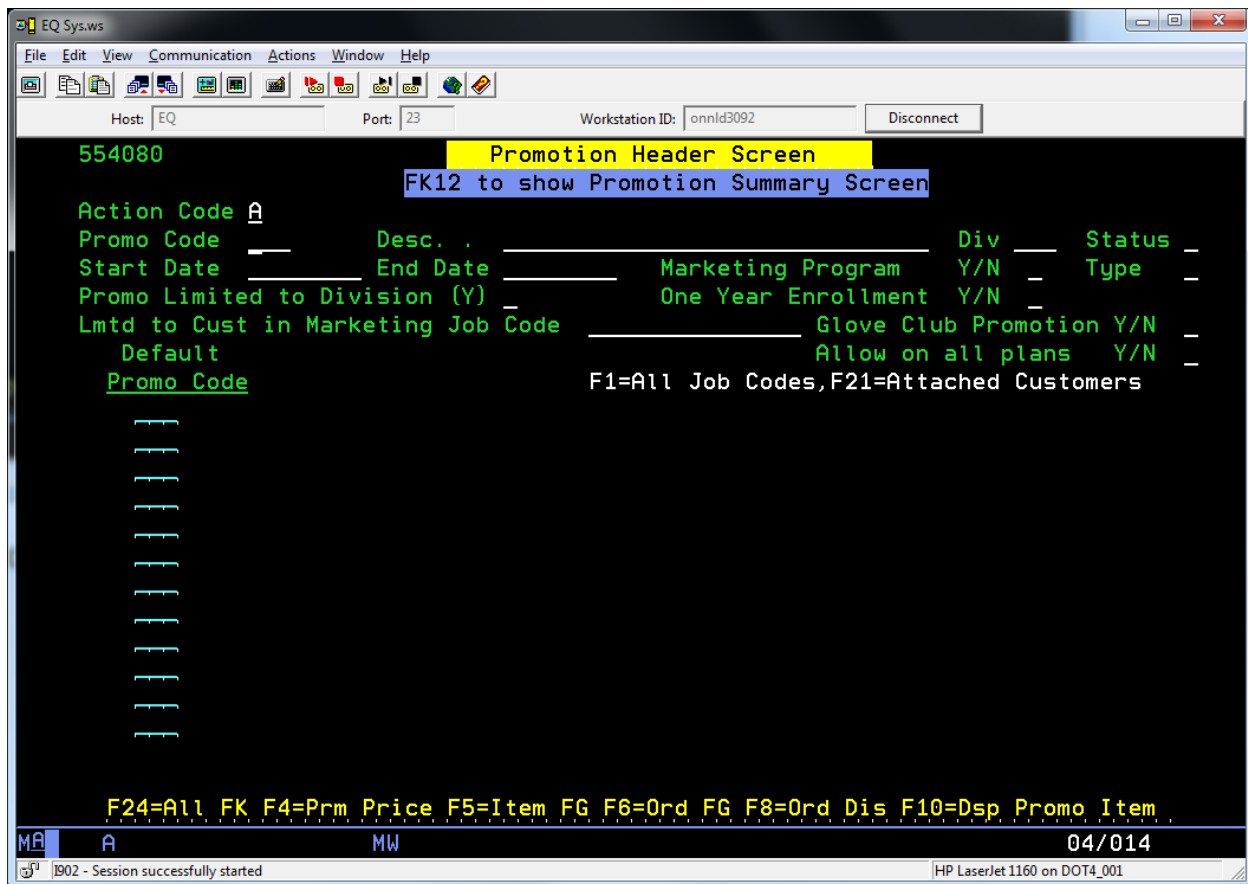 EQ Sys.ws
File Edit View Communication Actions Window Help
Host: EQ Port: 23 Workstation ID: onnld3092 Disconnect
554080 Promotion Header Screen
FK12 to show Promotion Summary Screen
Action Code A
Promo Code Desc. . Div Status
Start Date End Date Marketing Program Y/N Type
Promo Limited to Division (Y) One Year Enrollment Y/N
Lmtd to Cust in Marketing Job Code Glove Club Promotion Y/N
Default Allow on all plans Y/N
Promo Code F1=All Job Codes,F21=Attached Customers
F24=All FK F4=Prm Price F5=Item FG F6=Ord FG F8=Ord Dis F10=Dsp Promo Item
MA A MW 04/014
I902 - Session successfully started HP LaserJet 1160 on DOT4_001